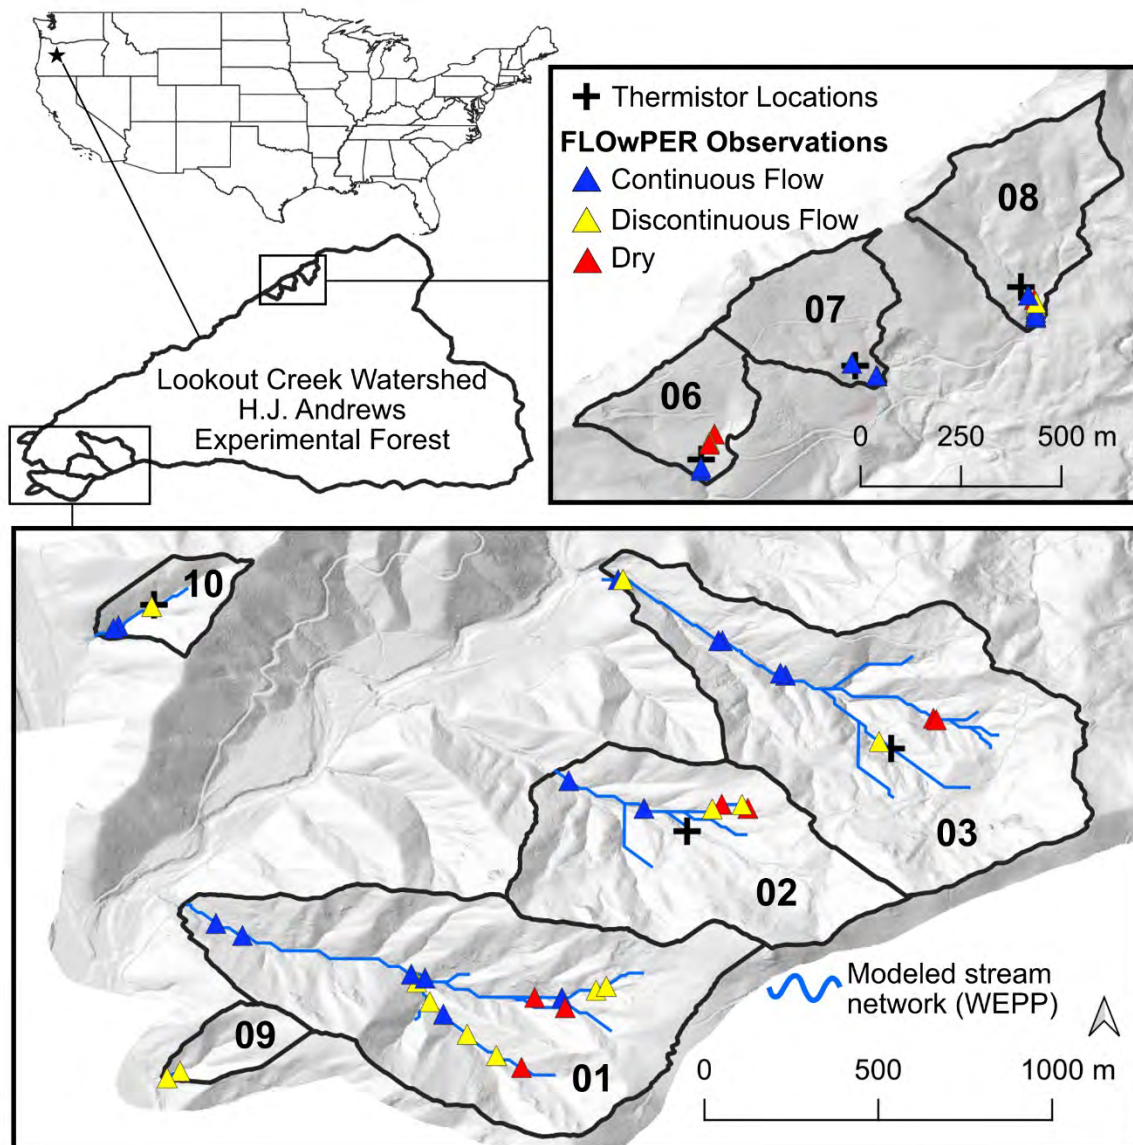 Thermistor Locations
FLOwPER Observations
Continuous Flow
Discontinuous Flow
Dry
08
07
06
0 250 500 m
Lookout Creek Watershed
H.J. Andrews
Experimental Forest
10
03
02
09
01
Modeled stream
network (WEPP)
0 500 1000 m